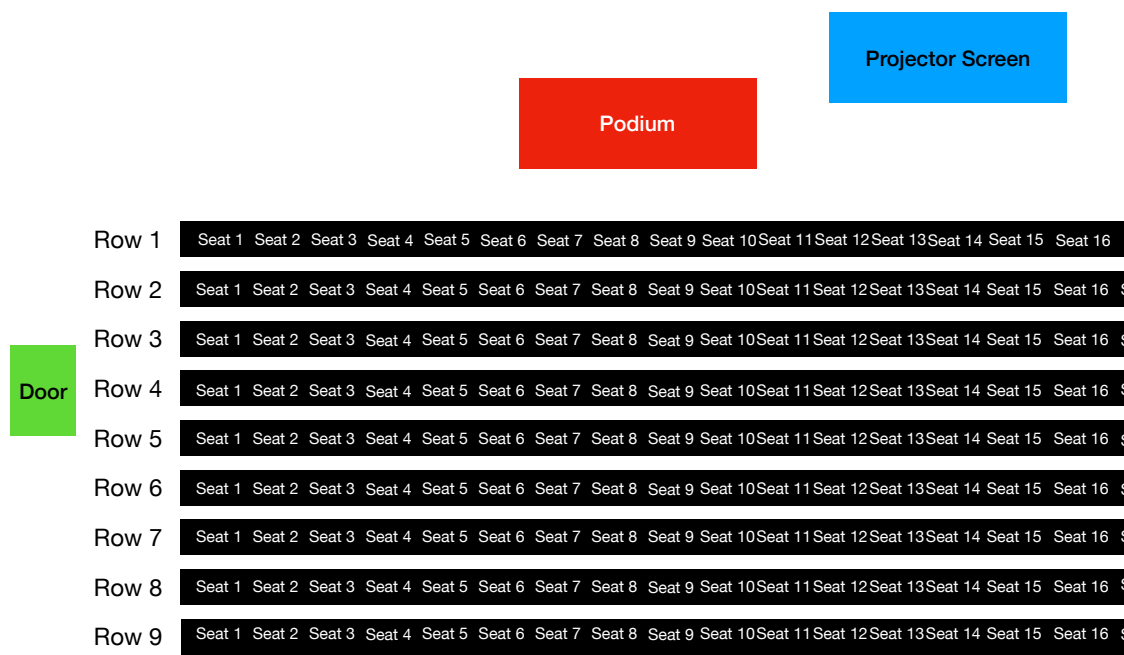 Projector Screen
Podium
Row 1 Seat 1 Seat 2 Seat 3 Seat 4 Seat 5 Seat 6 Seat 7 Seat 8 Seat 9 Seat 10 Seat 11 Seat 12 Seat 13 Seat 14 Seat 15 Seat 16
Row 2 Seat 1 Seat 2 Seat 3 Seat 4 Seat 5 Seat 6 Seat 7 Seat 8 Seat 9 Seat 10 Seat 11 Seat 12 Seat 13 Seat 14 Seat 15 Seat 16
Row 3 Seat 1 Seat 2 Seat 3 Seat 4 Seat 5 Seat 6 Seat 7 Seat 8 Seat 9 Seat 10 Seat 11 Seat 12 Seat 13 Seat 14 Seat 15 Seat 16
Door
Row 4 Seat 1 Seat 2 Seat 3 Seat 4 Seat 5 Seat 6 Seat 7 Seat 8 Seat 9 Seat 10 Seat 11 Seat 12 Seat 13 Seat 14 Seat 15 Seat 16
Row 5 Seat 1 Seat 2 Seat 3 Seat 4 Seat 5 Seat 6 Seat 7 Seat 8 Seat 9 Seat 10 Seat 11 Seat 12 Seat 13 Seat 14 Seat 15 Seat 16
Row 6 Seat 1 Seat 2 Seat 3 Seat 4 Seat 5 Seat 6 Seat 7 Seat 8 Seat 9 Seat 10 Seat 11 Seat 12 Seat 13 Seat 14 Seat 15 Seat 16
Row 7 Seat 1 Seat 2 Seat 3 Seat 4 Seat 5 Seat 6 Seat 7 Seat 8 Seat 9 Seat 10 Seat 11 Seat 12 Seat 13 Seat 14 Seat 15 Seat 16
Row 8 Seat 1 Seat 2 Seat 3 Seat 4 Seat 5 Seat 6 Seat 7 Seat 8 Seat 9 Seat 10 Seat 11 Seat 12 Seat 13 Seat 14 Seat 15 Seat 16
Row 9 Seat 1 Seat 2 Seat 3 Seat 4 Seat 5 Seat 6 Seat 7 Seat 8 Seat 9 Seat 10 Seat 11 Seat 12 Seat 13 Seat 14 Seat 15 Seat 16